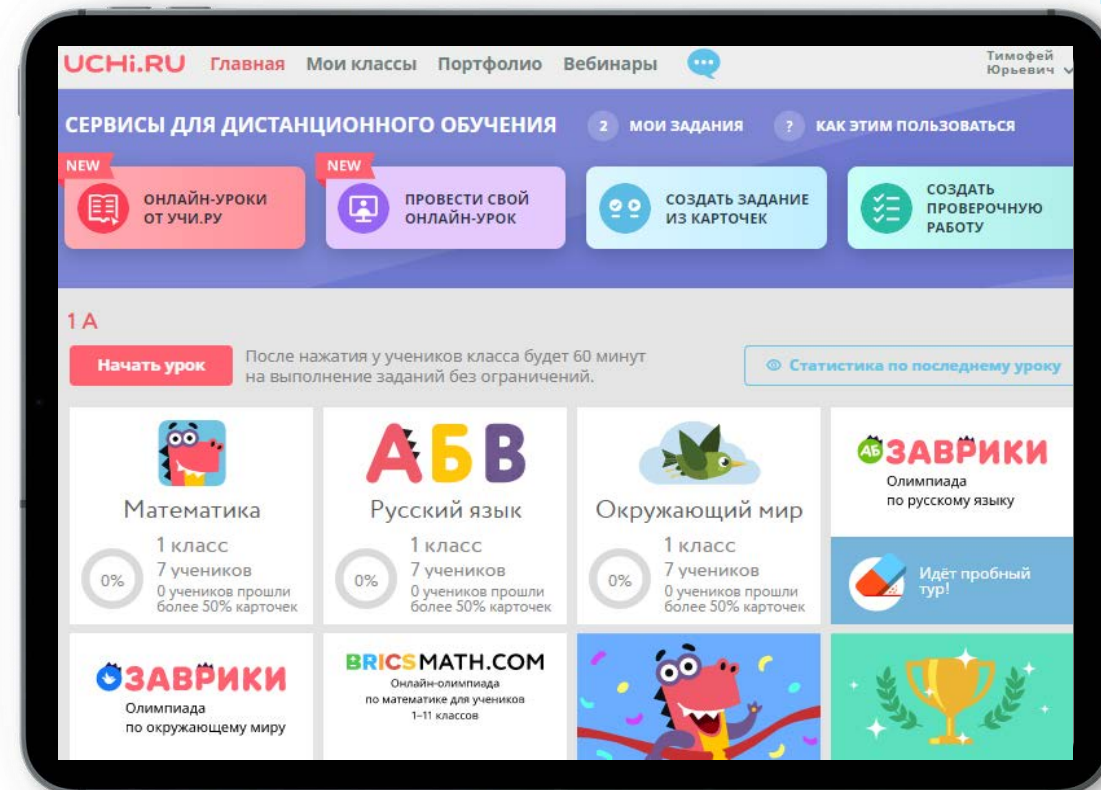 UCHi.RU Главная Мои классы Портфолио Вебинары
Тимофей
Юрьевич
СЕРВИСЫ ДЛЯ ДИСТАНЦИОННОГО ОБУЧЕНИЯ 2 МОИ ЗАДАНИЯ ? КАК ЭТИМ ПОЛЬЗОВАТЬСЯ
NEW
ОНЛАЙН-УРОКИ
ОТ УЧИ.РУ
NEW
ПРОВЕСТИ СВОЙ
ОНЛАЙН-УРОК
СОЗДАТЬ ЗАДАНИЕ
ИЗ КАРТОЧЕК
СОЗДАТЬ
ПРОВЕРОЧНУЮ
РАБОТУ
1 А
Начать урок
После нажатия у учеников класса будет 60 минут
на выполнение заданий без ограничений.
Статистика по последнему уроку
Математика
1 класс
7 учеников
0%
0 учеников прошли
более 50% карточек
АБВ
Русский язык
1 класс
7 учеников
0%
0 учеников прошли
более 50% карточек
Окружающий мир
1 класс
7 учеников
0%
0 учеников прошли
более 50% карточек
АБ ЗАВРИКИ
Олимпиада
по русскому языку
Идёт пробный
тур!
ЗАВРИКИ
Олимпиада
по окружающему миру
BRICSMATH.COM
Онлайн-олимпиада
по математике для учеников
1–11 классов